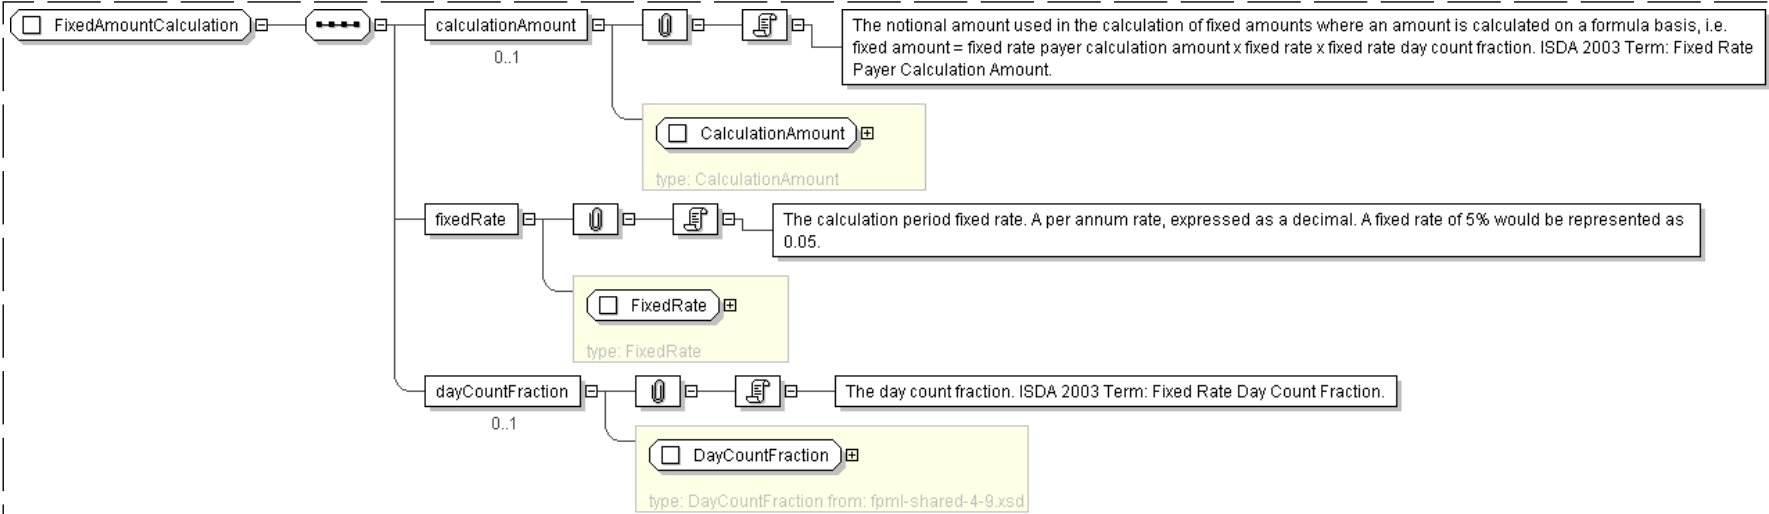 FixedAmountCalculation
calculationAmount
0..1
The notional amount used in the calculation of fixed amounts where an amount is calculated on a formula basis, i.e.
fixed amount = fixed rate payer calculation amount x fixed rate x fixed rate day count fraction. ISDA 2003 Term: Fixed Rate
Payer Calculation Amount.
CalculationAmount
type: CalculationAmount
fixedRate
The calculation period fixed rate. A per annum rate, expressed as a decimal. A fixed rate of 5% would be represented as
0.05.
FixedRate
type: FixedRate
dayCountFraction
0..1
The day count fraction. ISDA 2003 Term: Fixed Rate Day Count Fraction.
DayCountFraction
type: DayCountFraction from: fpml-shared-4-9.xsd